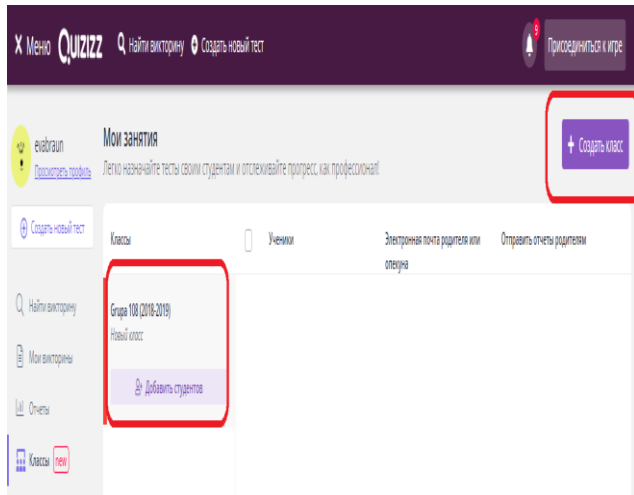 X Меню Quizizz Найти викторину Создать новый тест 9 Присоединиться к игре
evabraun
Просмотреть профиль
Мои занятия
Легко назначайте тесты своим студентам и отслеживайте прогресс, как профессионал!
+ Создать класс
Создать новый тест
Классы Ученики Электронная почта родителя или Отправить отчеты родителям
опекуна
Найти викторину
Мои викторины
Отчеты
Классы new
Grupa 108 (2018-2019)
Новый класс
Добавить студентов